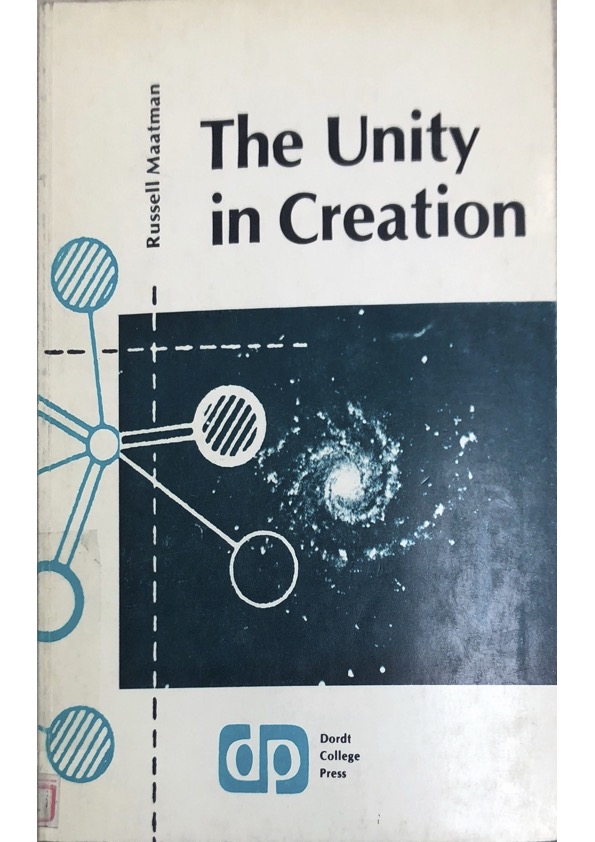 Russell Maatman
The Unity
in Creation
dp
Dordt
College
Press